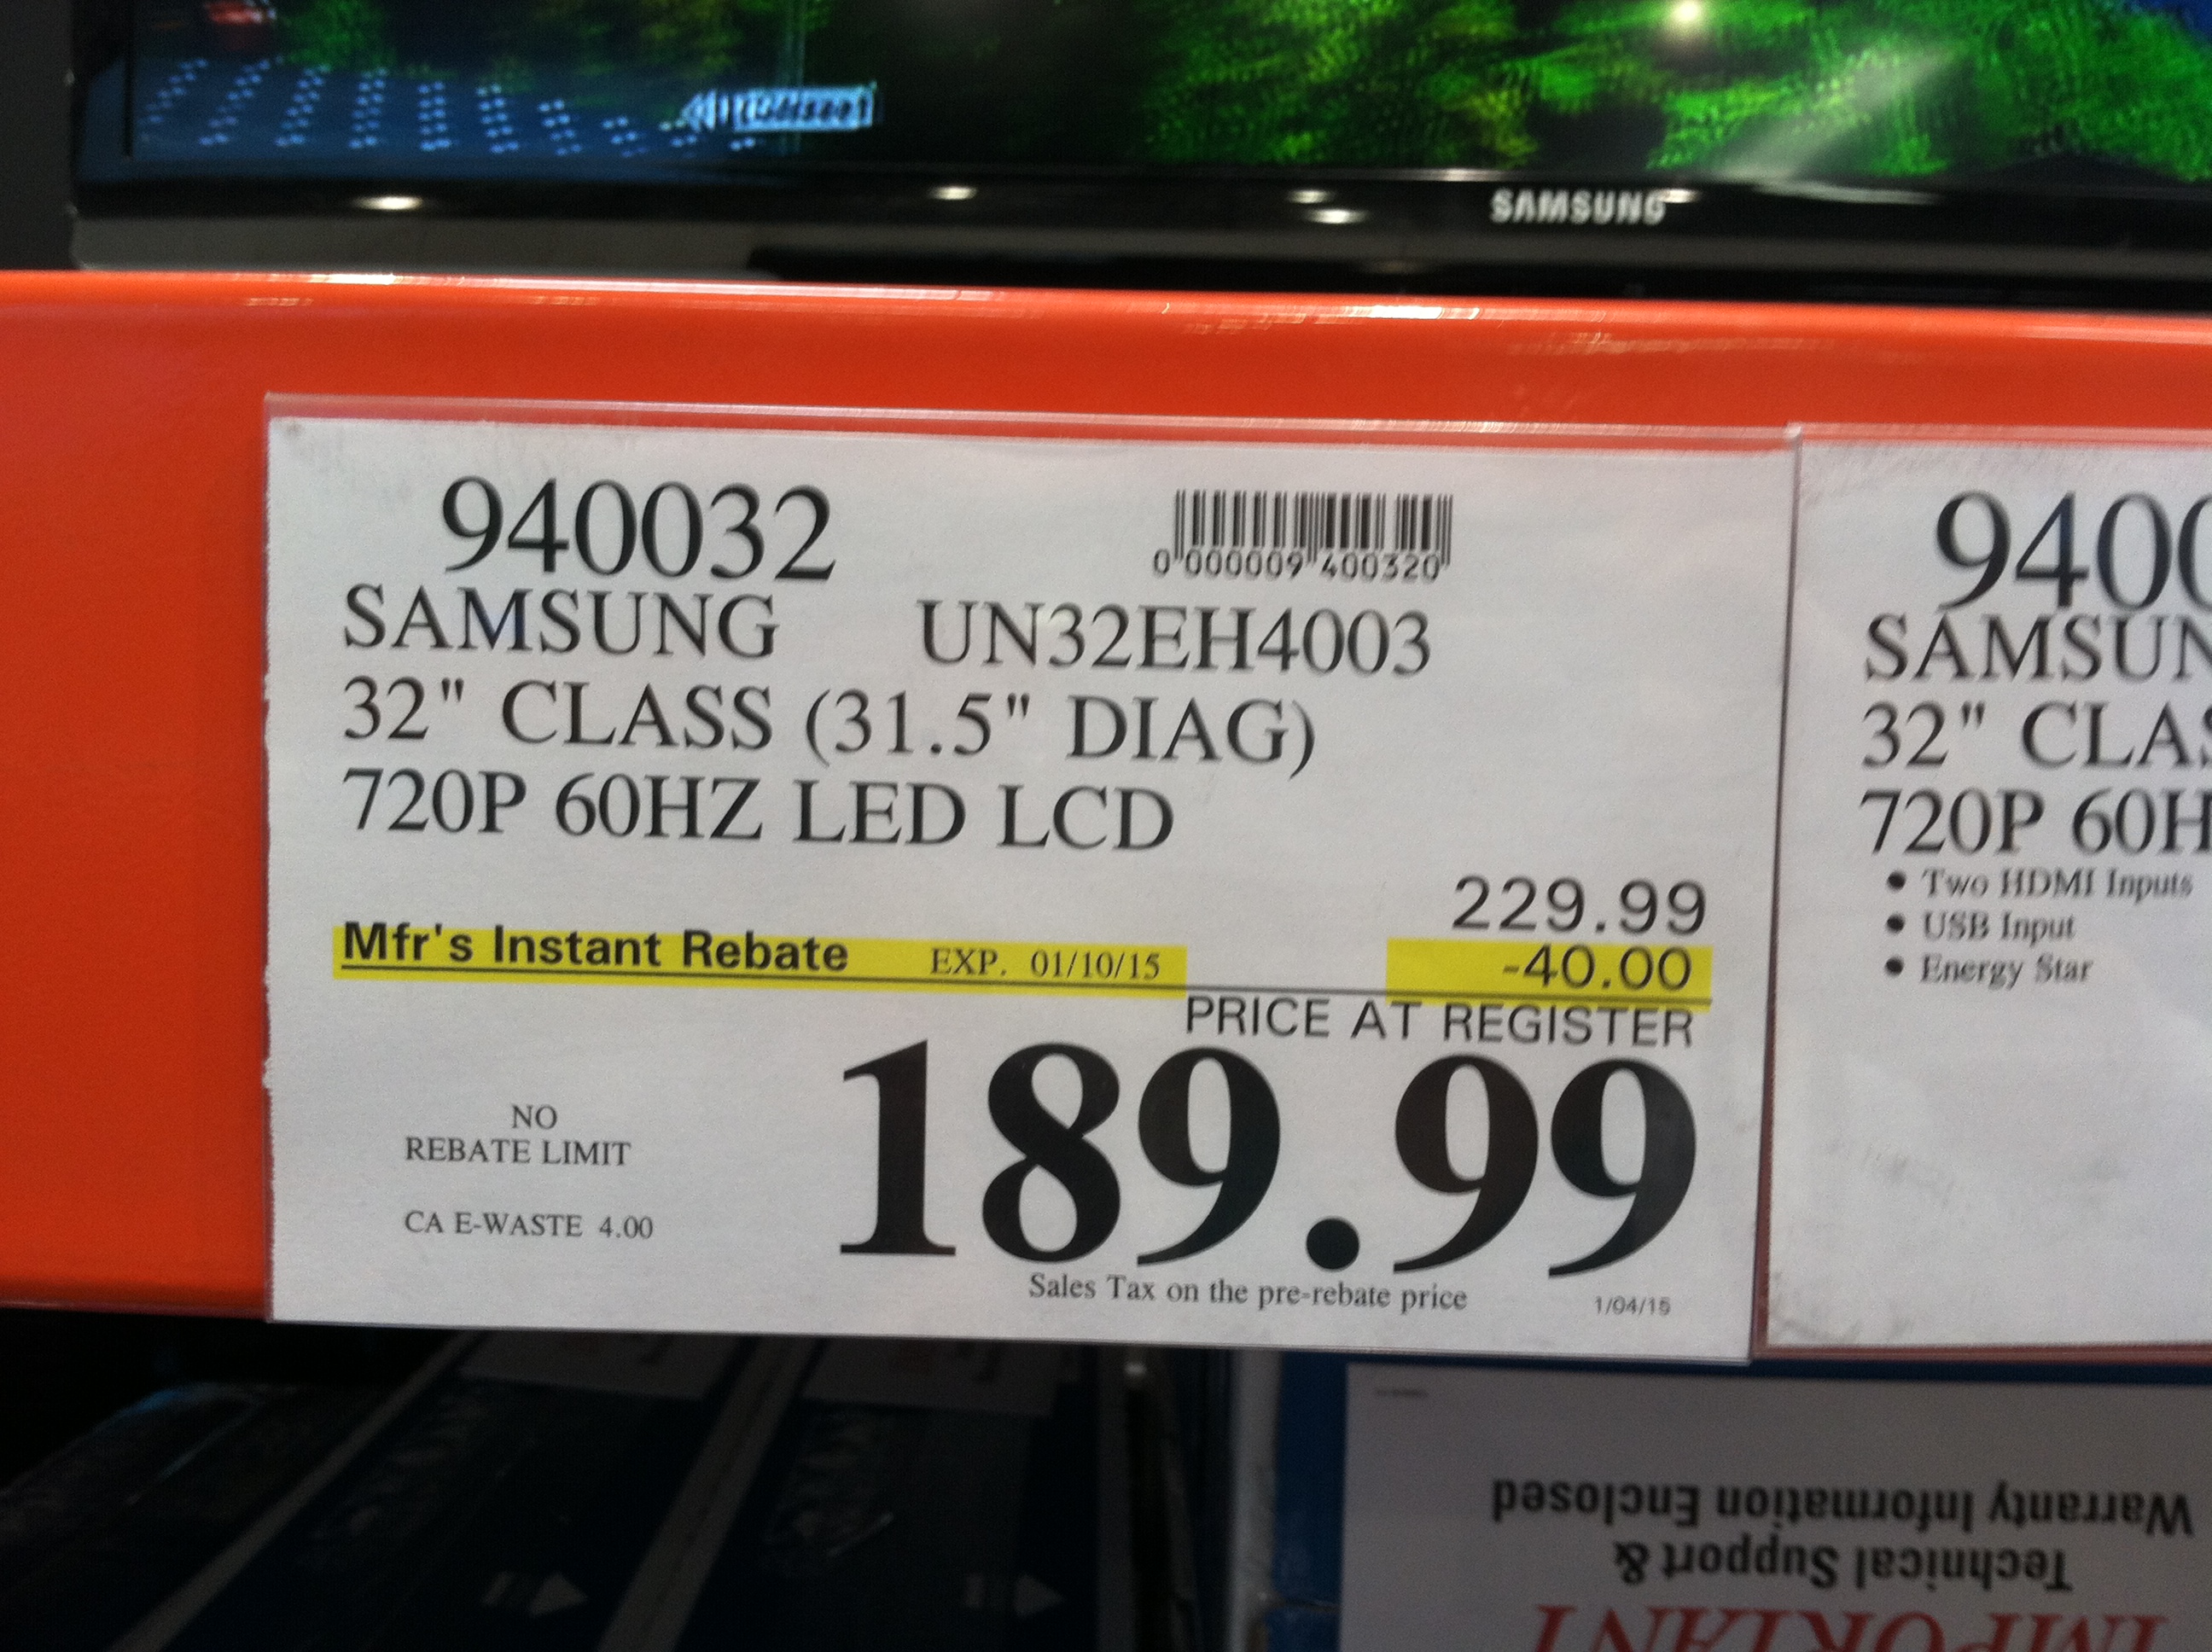 SAMSUNG
940032
0 000009 400320
SAMSUNG UN32EH4003
32" CLASS (31.5" DIAG)
720P 60HZ LED LCD
229.99
Mfr's Instant Rebate EXP. 01/10/15 -40.00
PRICE AT REGISTER
189.99
NO
REBATE LIMIT
CA E-WASTE 4.00
Sales Tax on the pre-rebate price
1/04/15
9400
SAMSUN
32" CLAS
720P 60H
• Two HDMI Inputs
• USB Input
• Energy Star
IMPORTANT
Technical Support &
Warranty Information Enclosed